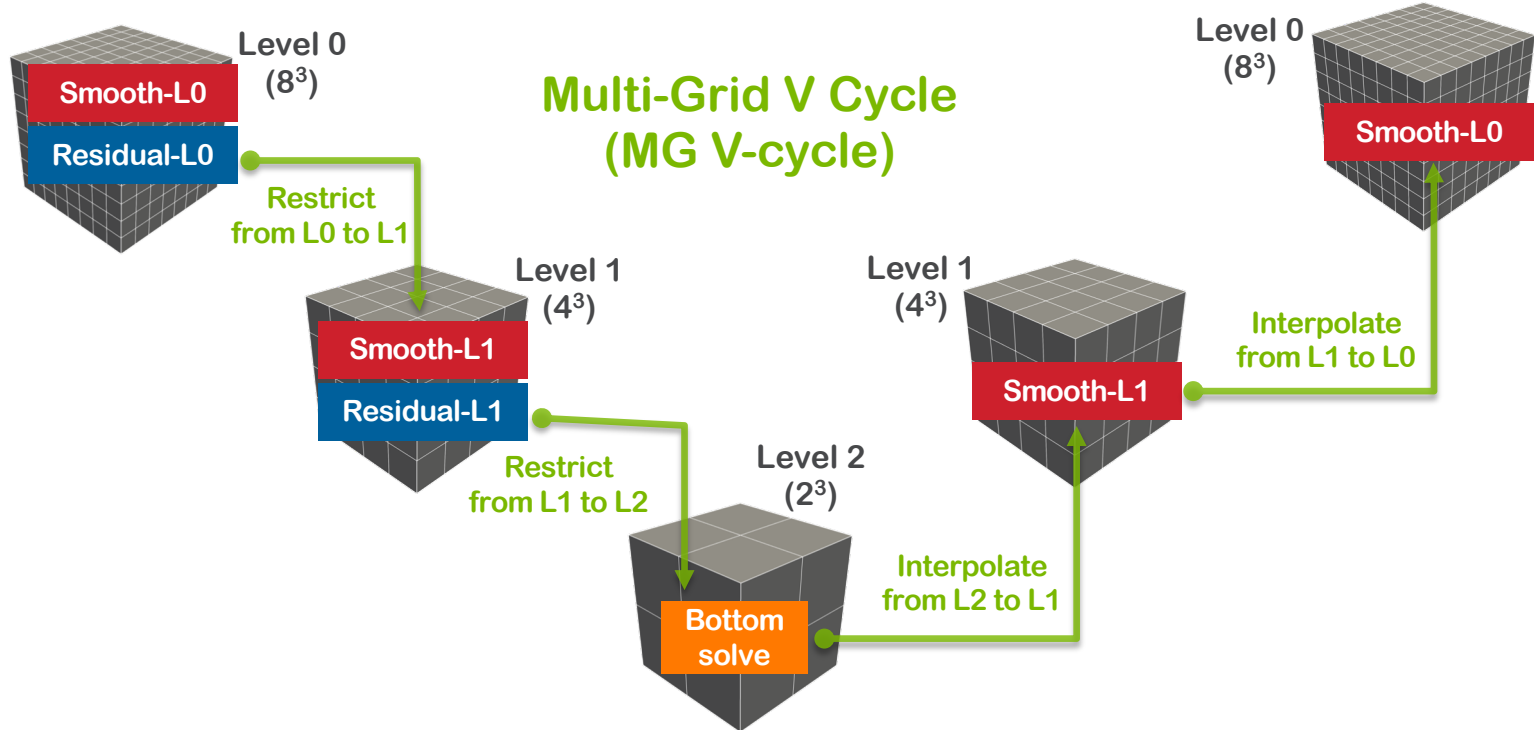 Multi-Grid V Cycle
(MG V-cycle)
Level 0
(8³)
Smooth-L0
Residual-L0
Restrict
from L0 to L1
Level 1
(4³)
Smooth-L1
Residual-L1
Restrict
from L1 to L2
Level 2
(2³)
Bottom
solve
Interpolate
from L2 to L1
Level 1
(4³)
Smooth-L1
Interpolate
from L1 to L0
Level 0
(8³)
Smooth-L0